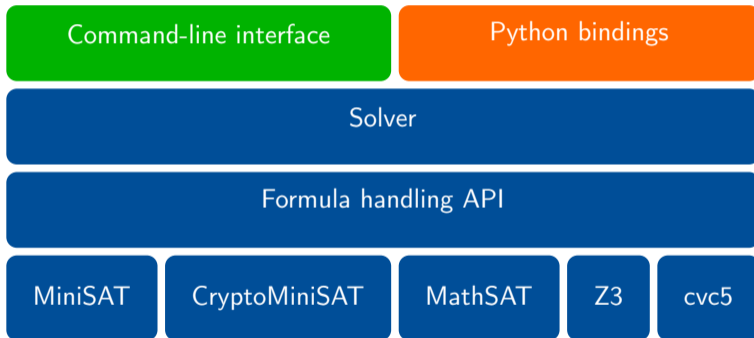 Command-line interface
Python bindings
Solver
Formula handling API
MiniSAT
CryptoMiniSAT
MathSAT
Z3
cvc5